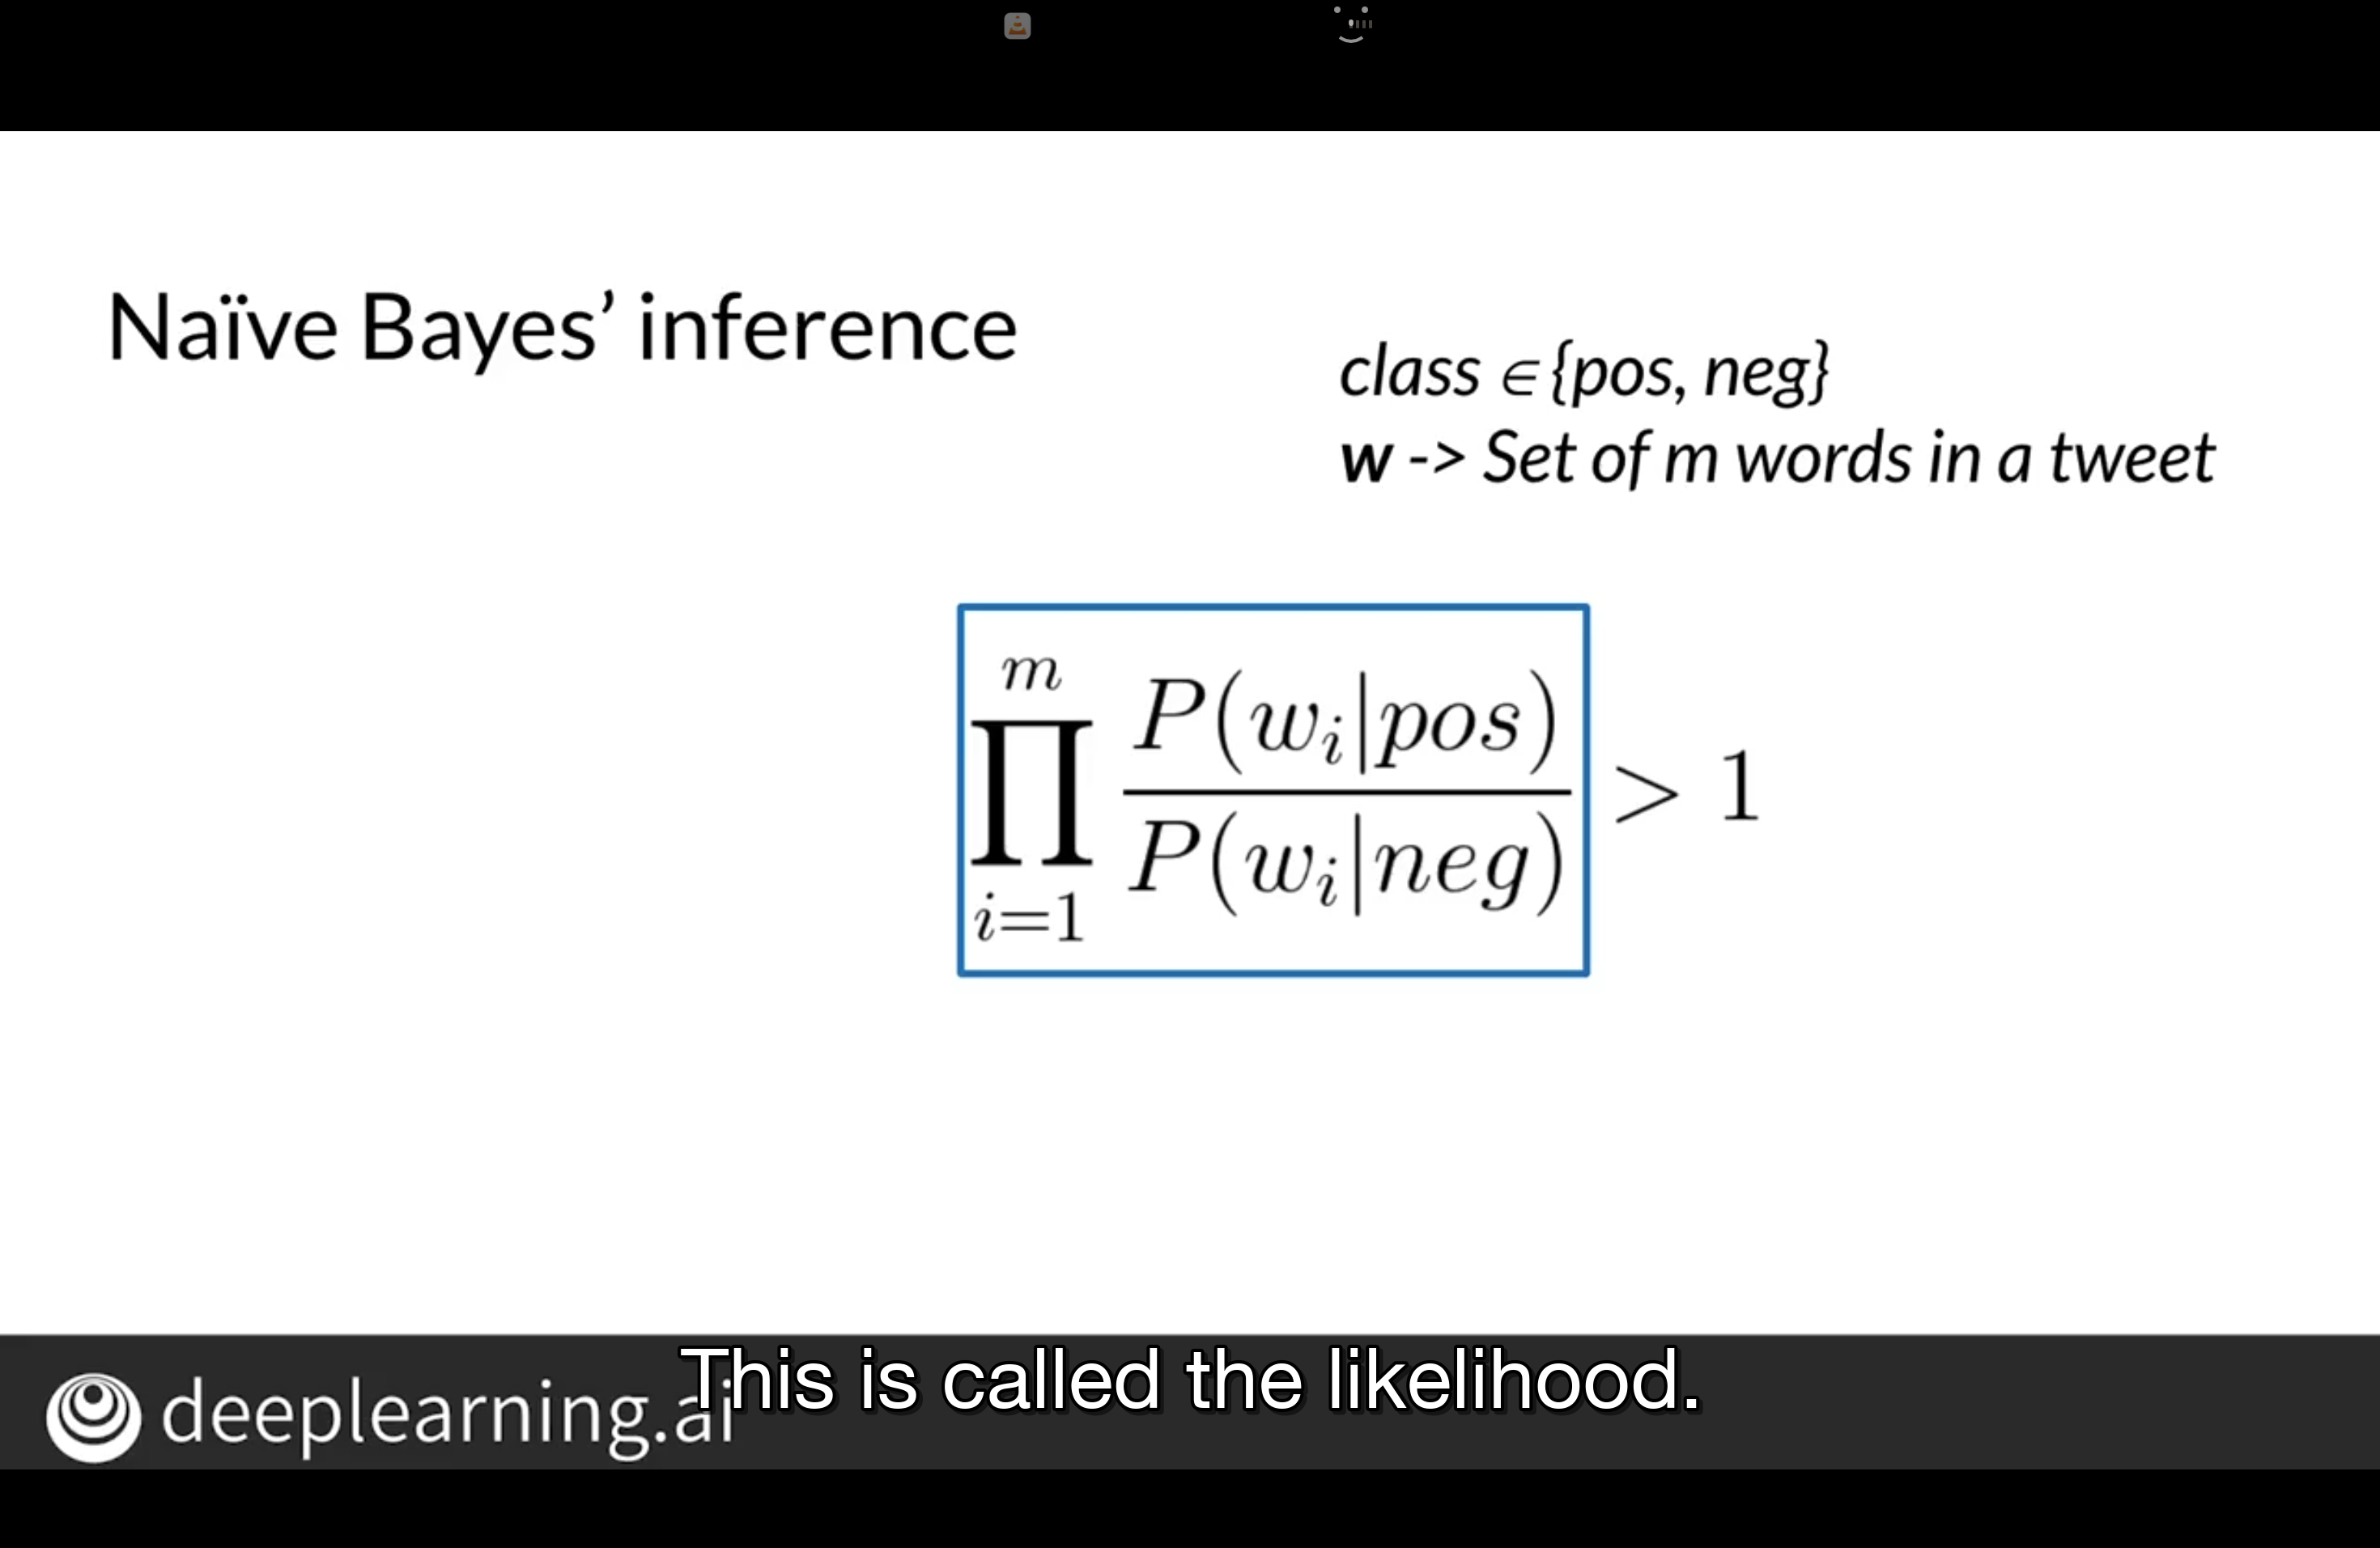 Naïve Bayes’ inference
class ∈ {pos, neg}
w -> Set of m words in a tweet
m
∏ P(w_i|pos) / P(w_i|neg) > 1
i=1
This is called the likelihood.
deeplearning.ai